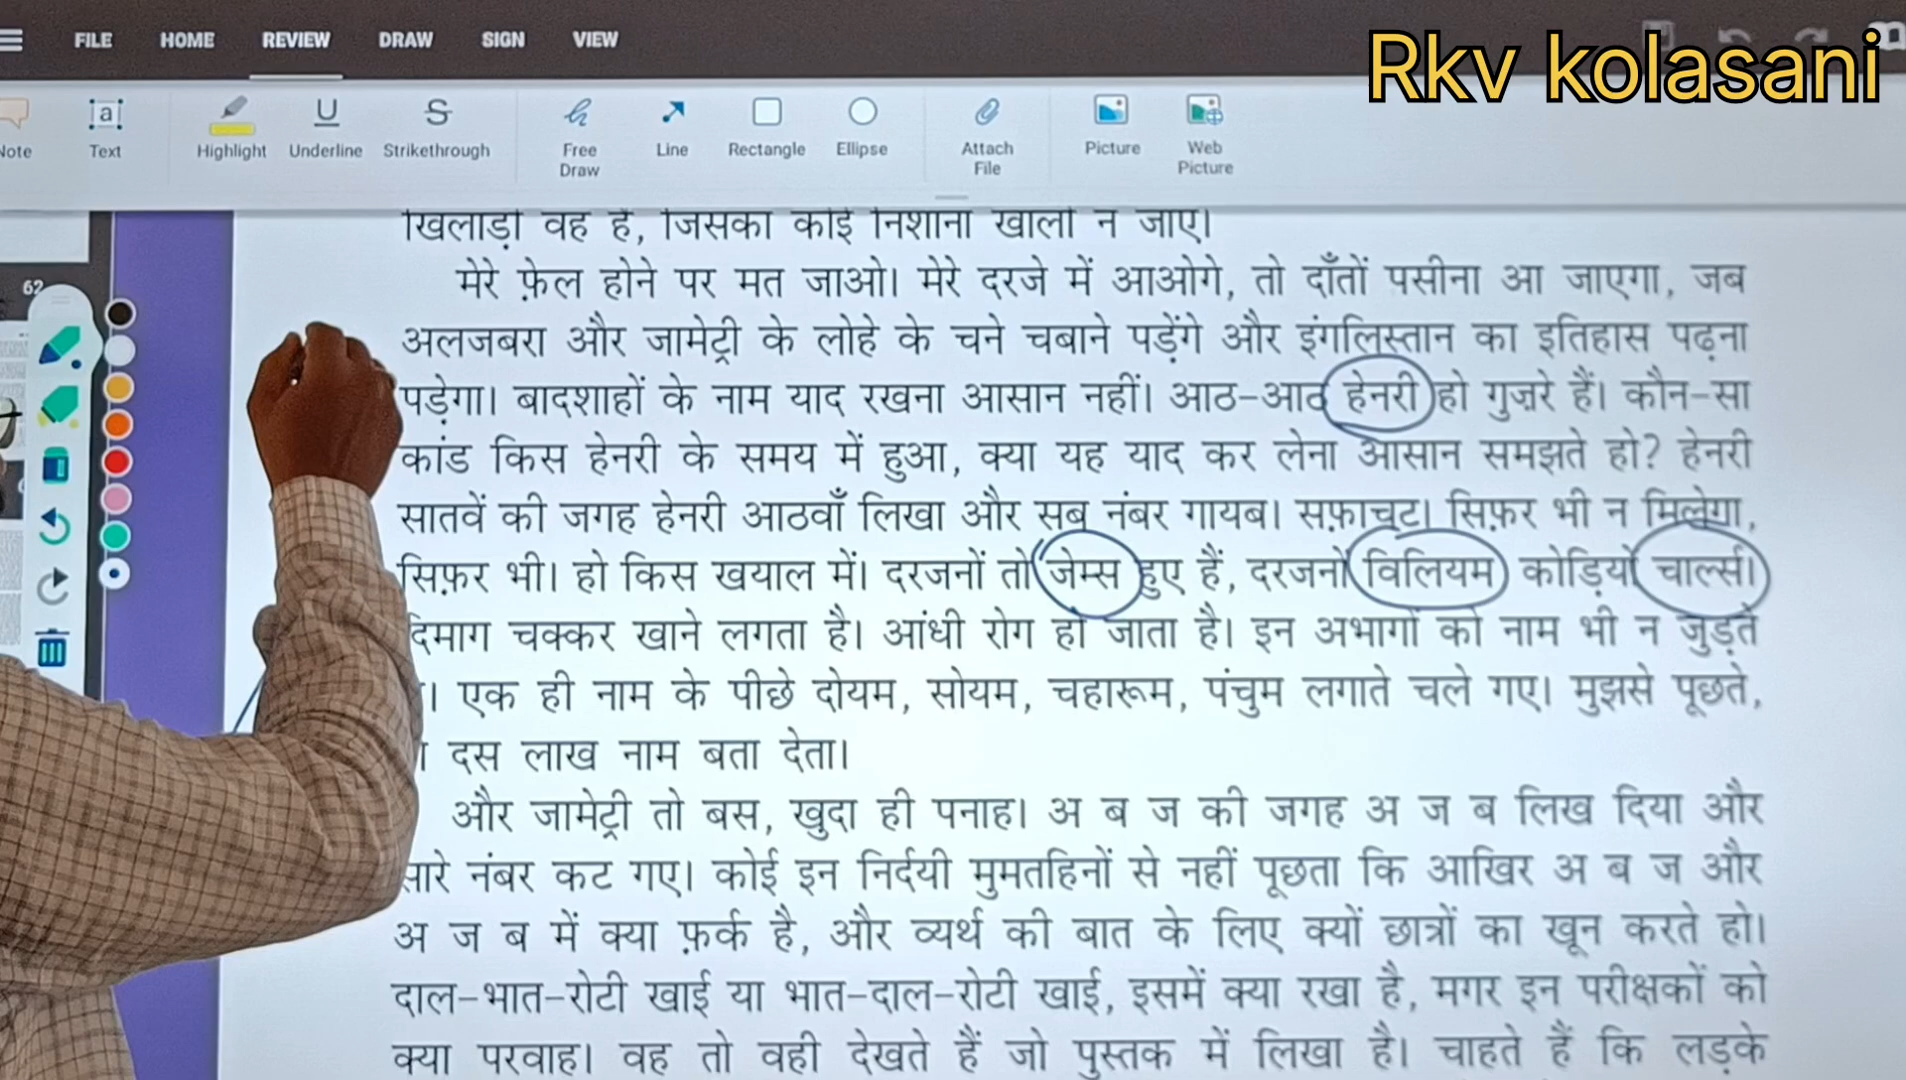 FILE HOME REVIEW DRAW SIGN VIEW
Rkv kolasani
Note Text Highlight Underline Strikethrough Free Draw Line Rectangle Ellipse Attach File Picture Web Picture
62
खिलाड़ी वह है, जिसका कोई निशाना खाली न जाए।
मेरे फ़ेल होने पर मत जाओ। मेरे दरजे में आओगे, तो दाँतों पसीना आ जाएगा, जब
अलजबरा और जामेट्री के लोहे के चने चबाने पड़ेंगे और इंगलिस्तान का इतिहास पढ़ना
पड़ेगा। बादशाहों के नाम याद रखना आसान नहीं। आठ-आठ हेनरी हो गुज़रे हैं। कौन-सा
कांड किस हेनरी के समय में हुआ, क्या यह याद कर लेना आसान समझते हो? हेनरी
सातवें की जगह हेनरी आठवाँ लिखा और सब नंबर गायब। सफ़ाचट। सिफ़र भी न मिलेगा,
सिफ़र भी। हो किस खयाल में। दरजनों तो जेम्स हुए हैं, दरजनों विलियम कोड़ियों चार्ल्स।
दिमाग चक्कर खाने लगता है। आंधी रोग हो जाता है। इन अभागों को नाम भी न जुड़ते
। एक ही नाम के पीछे दोयम, सोयम, चहारूम, पंचुम लगाते चले गए। मुझसे पूछते,
दस लाख नाम बता देता।
और जामेट्री तो बस, खुदा ही पनाह। अ ब ज की जगह अ ज ब लिख दिया और
सारे नंबर कट गए। कोई इन निर्दयी मुमतहिनों से नहीं पूछता कि आखिर अ ब ज और
अ ज ब में क्या फ़र्क है, और व्यर्थ की बात के लिए क्यों छात्रों का खून करते हो।
दाल-भात-रोटी खाई या भात-दाल-रोटी खाई, इसमें क्या रखा है, मगर इन परीक्षकों को
क्या परवाह। वह तो वही देखते हैं जो पुस्तक में लिखा है। चाहते हैं कि लड़के